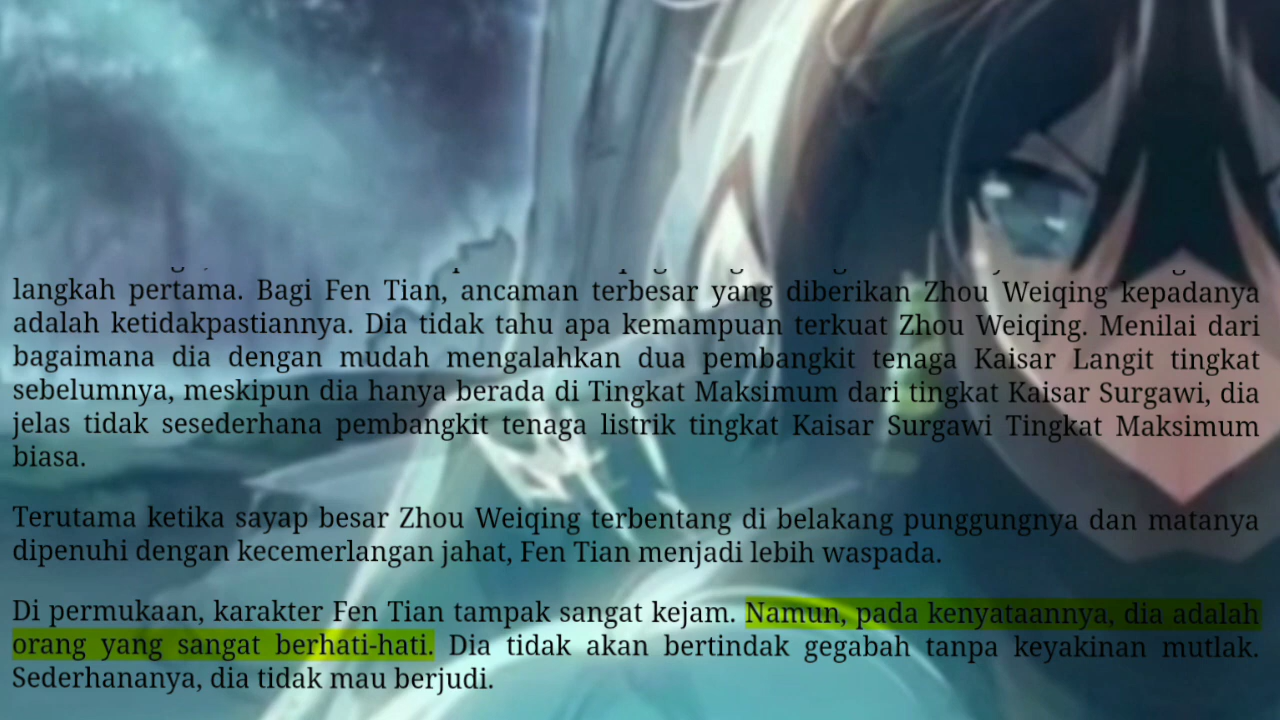 langkah pertama. Bagi Fen Tian, ancaman terbesar yang diberikan Zhou Weiqing kepadanya
adalah ketidakpastiannya. Dia tidak tahu apa kemampuan terkuat Zhou Weiqing. Menilai dari
bagaimana dia dengan mudah mengalahkan dua pembangkit tenaga Kaisar Langit tingkat
sebelumnya, meskipun dia hanya berada di Tingkat Maksimum dari tingkat Kaisar Surgawi, dia
jelas tidak sesederhana pembangkit tenaga listrik tingkat Kaisar Surgawi Tingkat Maksimum
biasa.
Terutama ketika sayap besar Zhou Weiqing terbentang di belakang punggungnya dan matanya
dipenuhi dengan kecemerlangan jahat, Fen Tian menjadi lebih waspada.
Di permukaan, karakter Fen Tian tampak sangat kejam. Namun, pada kenyataannya, dia adalah
orang yang sangat berhati-hati. Dia tidak akan bertindak gegabah tanpa keyakinan mutlak.
Sederhananya, dia tidak mau berjudi.